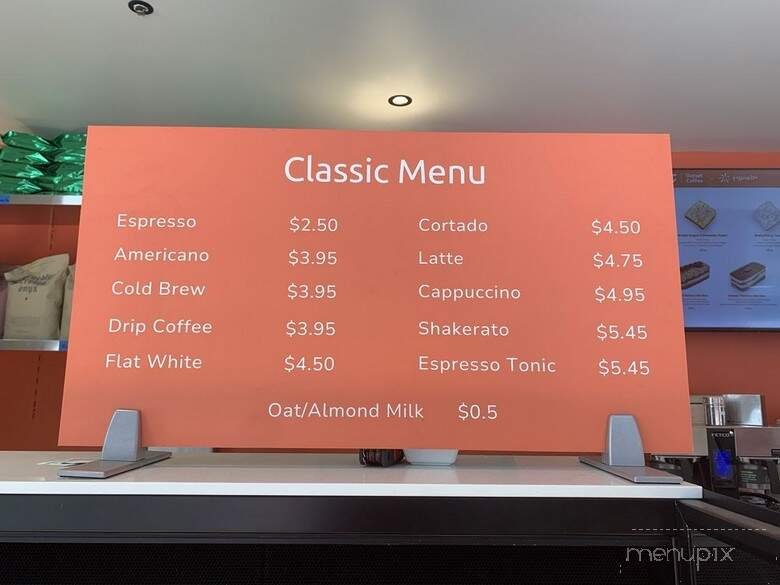 Classic Menu
Espresso $2.50
Americano $3.95
Cold Brew $3.95
Drip Coffee $3.95
Flat White $4.50
Cortado $4.50
Latte $4.75
Cappuccino $4.95
Shakerato $5.45
Espresso Tonic $5.45
Oat/Almond Milk $0.5
onyx
Coffee
menupix